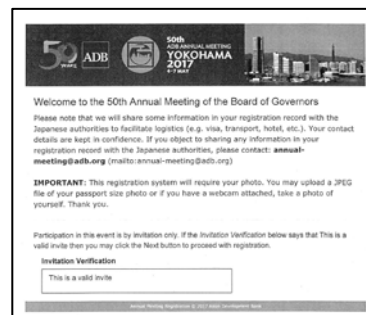 50
YEARS
ADB
50th
ADB ANNUAL MEETING
YOKOHAMA
2017
4-7 MAY
Welcome to the 50th Annual Meeting of the Board of Governors
Please note that we will share some information in your registration record with the
Japanese authorities to facilitate logistics (e.g. visa, transport, hotel, etc.). Your contact
details are kept in confidence. If you object to sharing any information in your
registration record with the Japanese authorities, please contact: annual-
meeting@adb.org (mailto:annual-meeting@adb.org)
IMPORTANT: This registration system will require your photo. You may upload a JPEG
file of your passport size photo or if you have a webcam attached, take a photo of
yourself. Thank you.
Participation in this event is by invitation only. If the Invitation Verification below says that This is a
valid invite then you may click the Next button to proceed with registration.
Invitation Verification
This is a valid invite
Annual Meeting Registration © 2017 Asian Development Bank